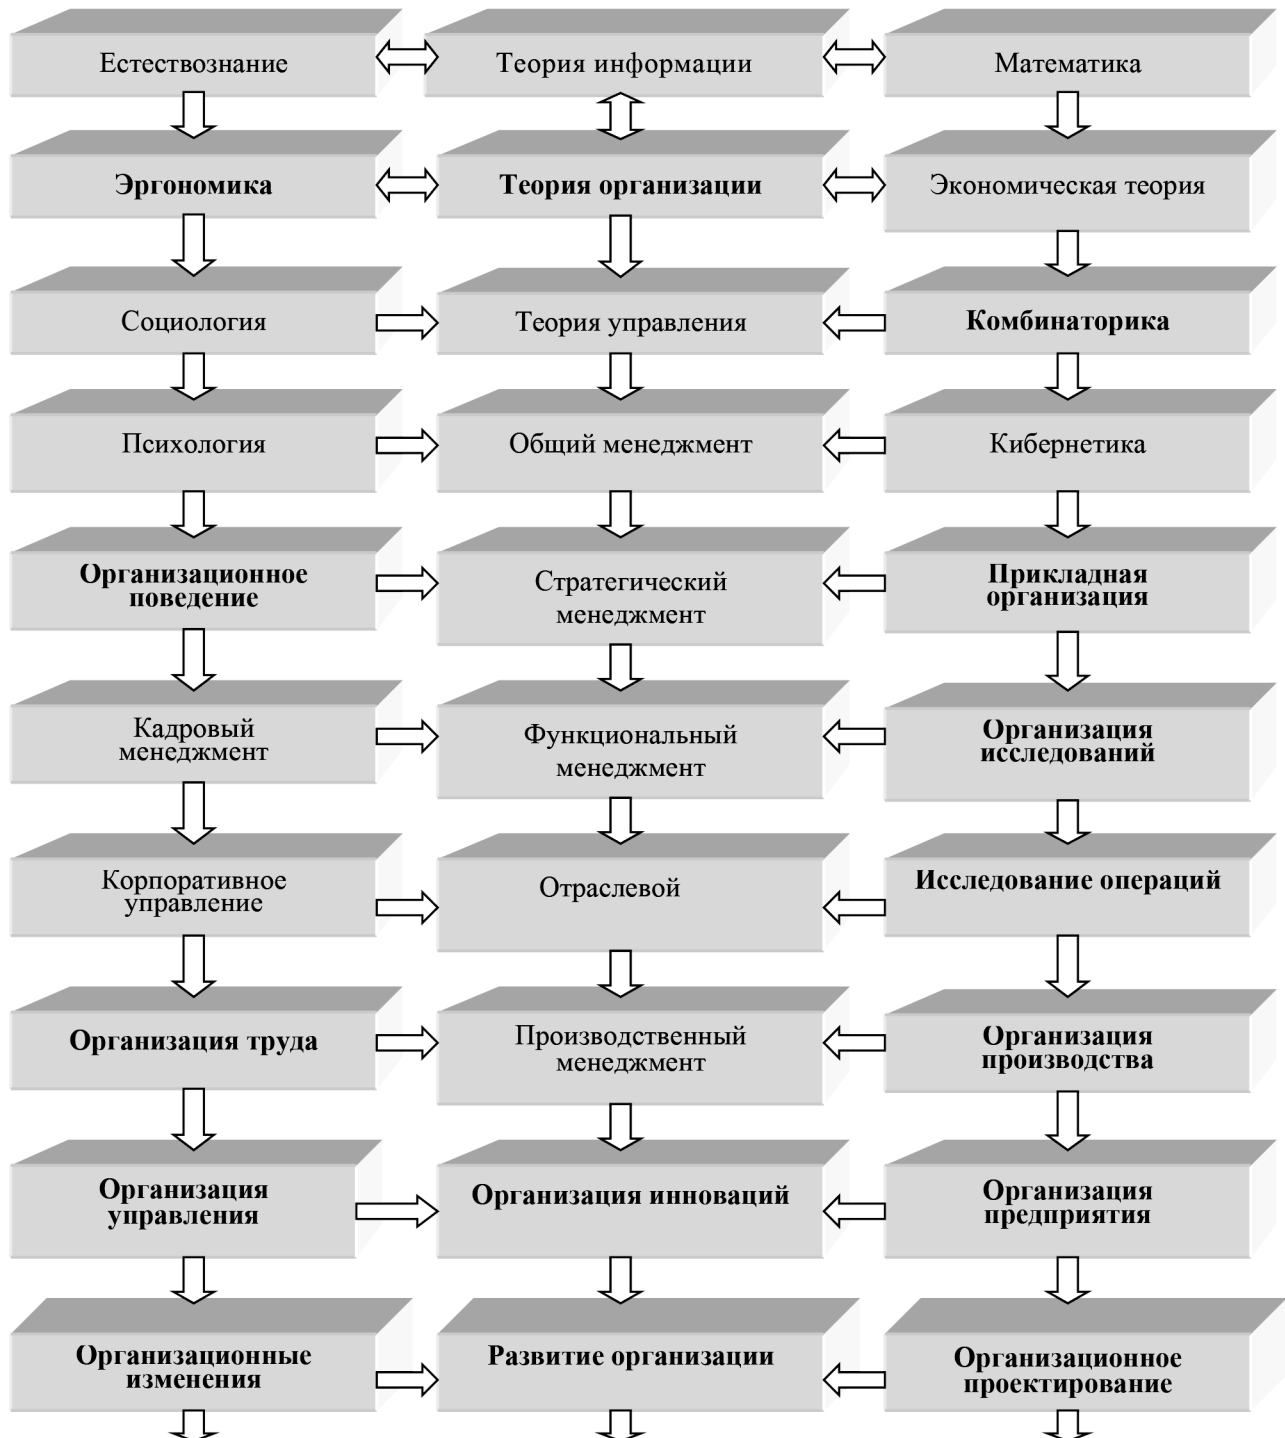 Естествознание
Теория информации
Математика
Эргономика
Теория организации
Экономическая теория
Социология
Теория управления
Комбинаторика
Психология
Общий менеджмент
Кибернетика
Организационное
поведение
Стратегический
менеджмент
Прикладная
организация
Кадровый
менеджмент
Функциональный
менеджмент
Организация
исследований
Корпоративное
управление
Отраслевой
Исследование операций
Организация труда
Производственный
менеджмент
Организация
производства
Организация
управления
Организация инноваций
Организация
предприятия
Организационные
изменения
Развитие организации
Организационное
проектирование